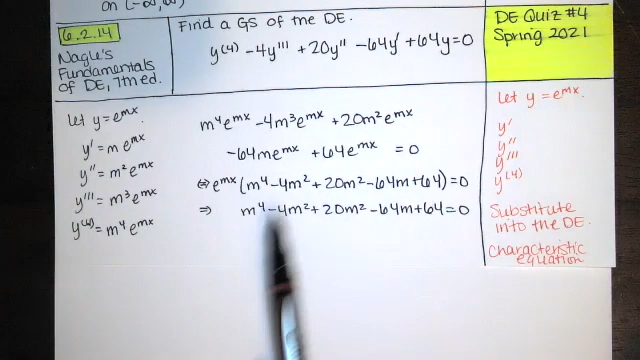 on (-∞,∞)
6.2.14
Nagle's
Fundamentals
of DE, 7th ed.
Find a GS of the DE.
y⁽⁴⁾ - 4y''' + 20y'' - 64y' + 64y = 0
DE Quiz #4
Spring 2021
Let y = e^mx.
y' = m e^mx
y'' = m² e^mx
y''' = m³ e^mx
y⁽⁴⁾ = m⁴ e^mx
m⁴e^mx - 4m³e^mx + 20m²e^mx
-64me^mx + 64e^mx = 0
⇔ e^mx (m⁴ - 4m² + 20m² - 64m + 64) = 0
⇒ m⁴ - 4m² + 20m² - 64m + 64 = 0
Let y = e^mx.
y'
y''
y'''
y⁽⁴⁾
Substitute
into the DE.
Characteristic
equation